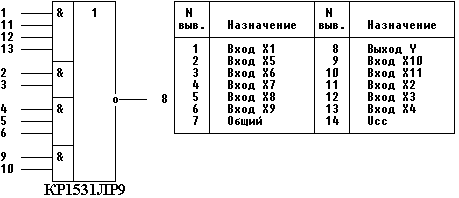 1 & 1
11
12
13
2 &
3
4 &
5
6
8
9 &
10
КР1531ЛР9
N выв. Назначение N выв. Назначение
1 Вход X1 8 Выход Y
2 Вход X5 9 Вход X10
3 Вход X6 10 Вход X11
4 Вход X7 11 Вход X2
5 Вход X8 12 Вход X3
6 Вход X9 13 Вход X4
7 Общий 14 Ucc